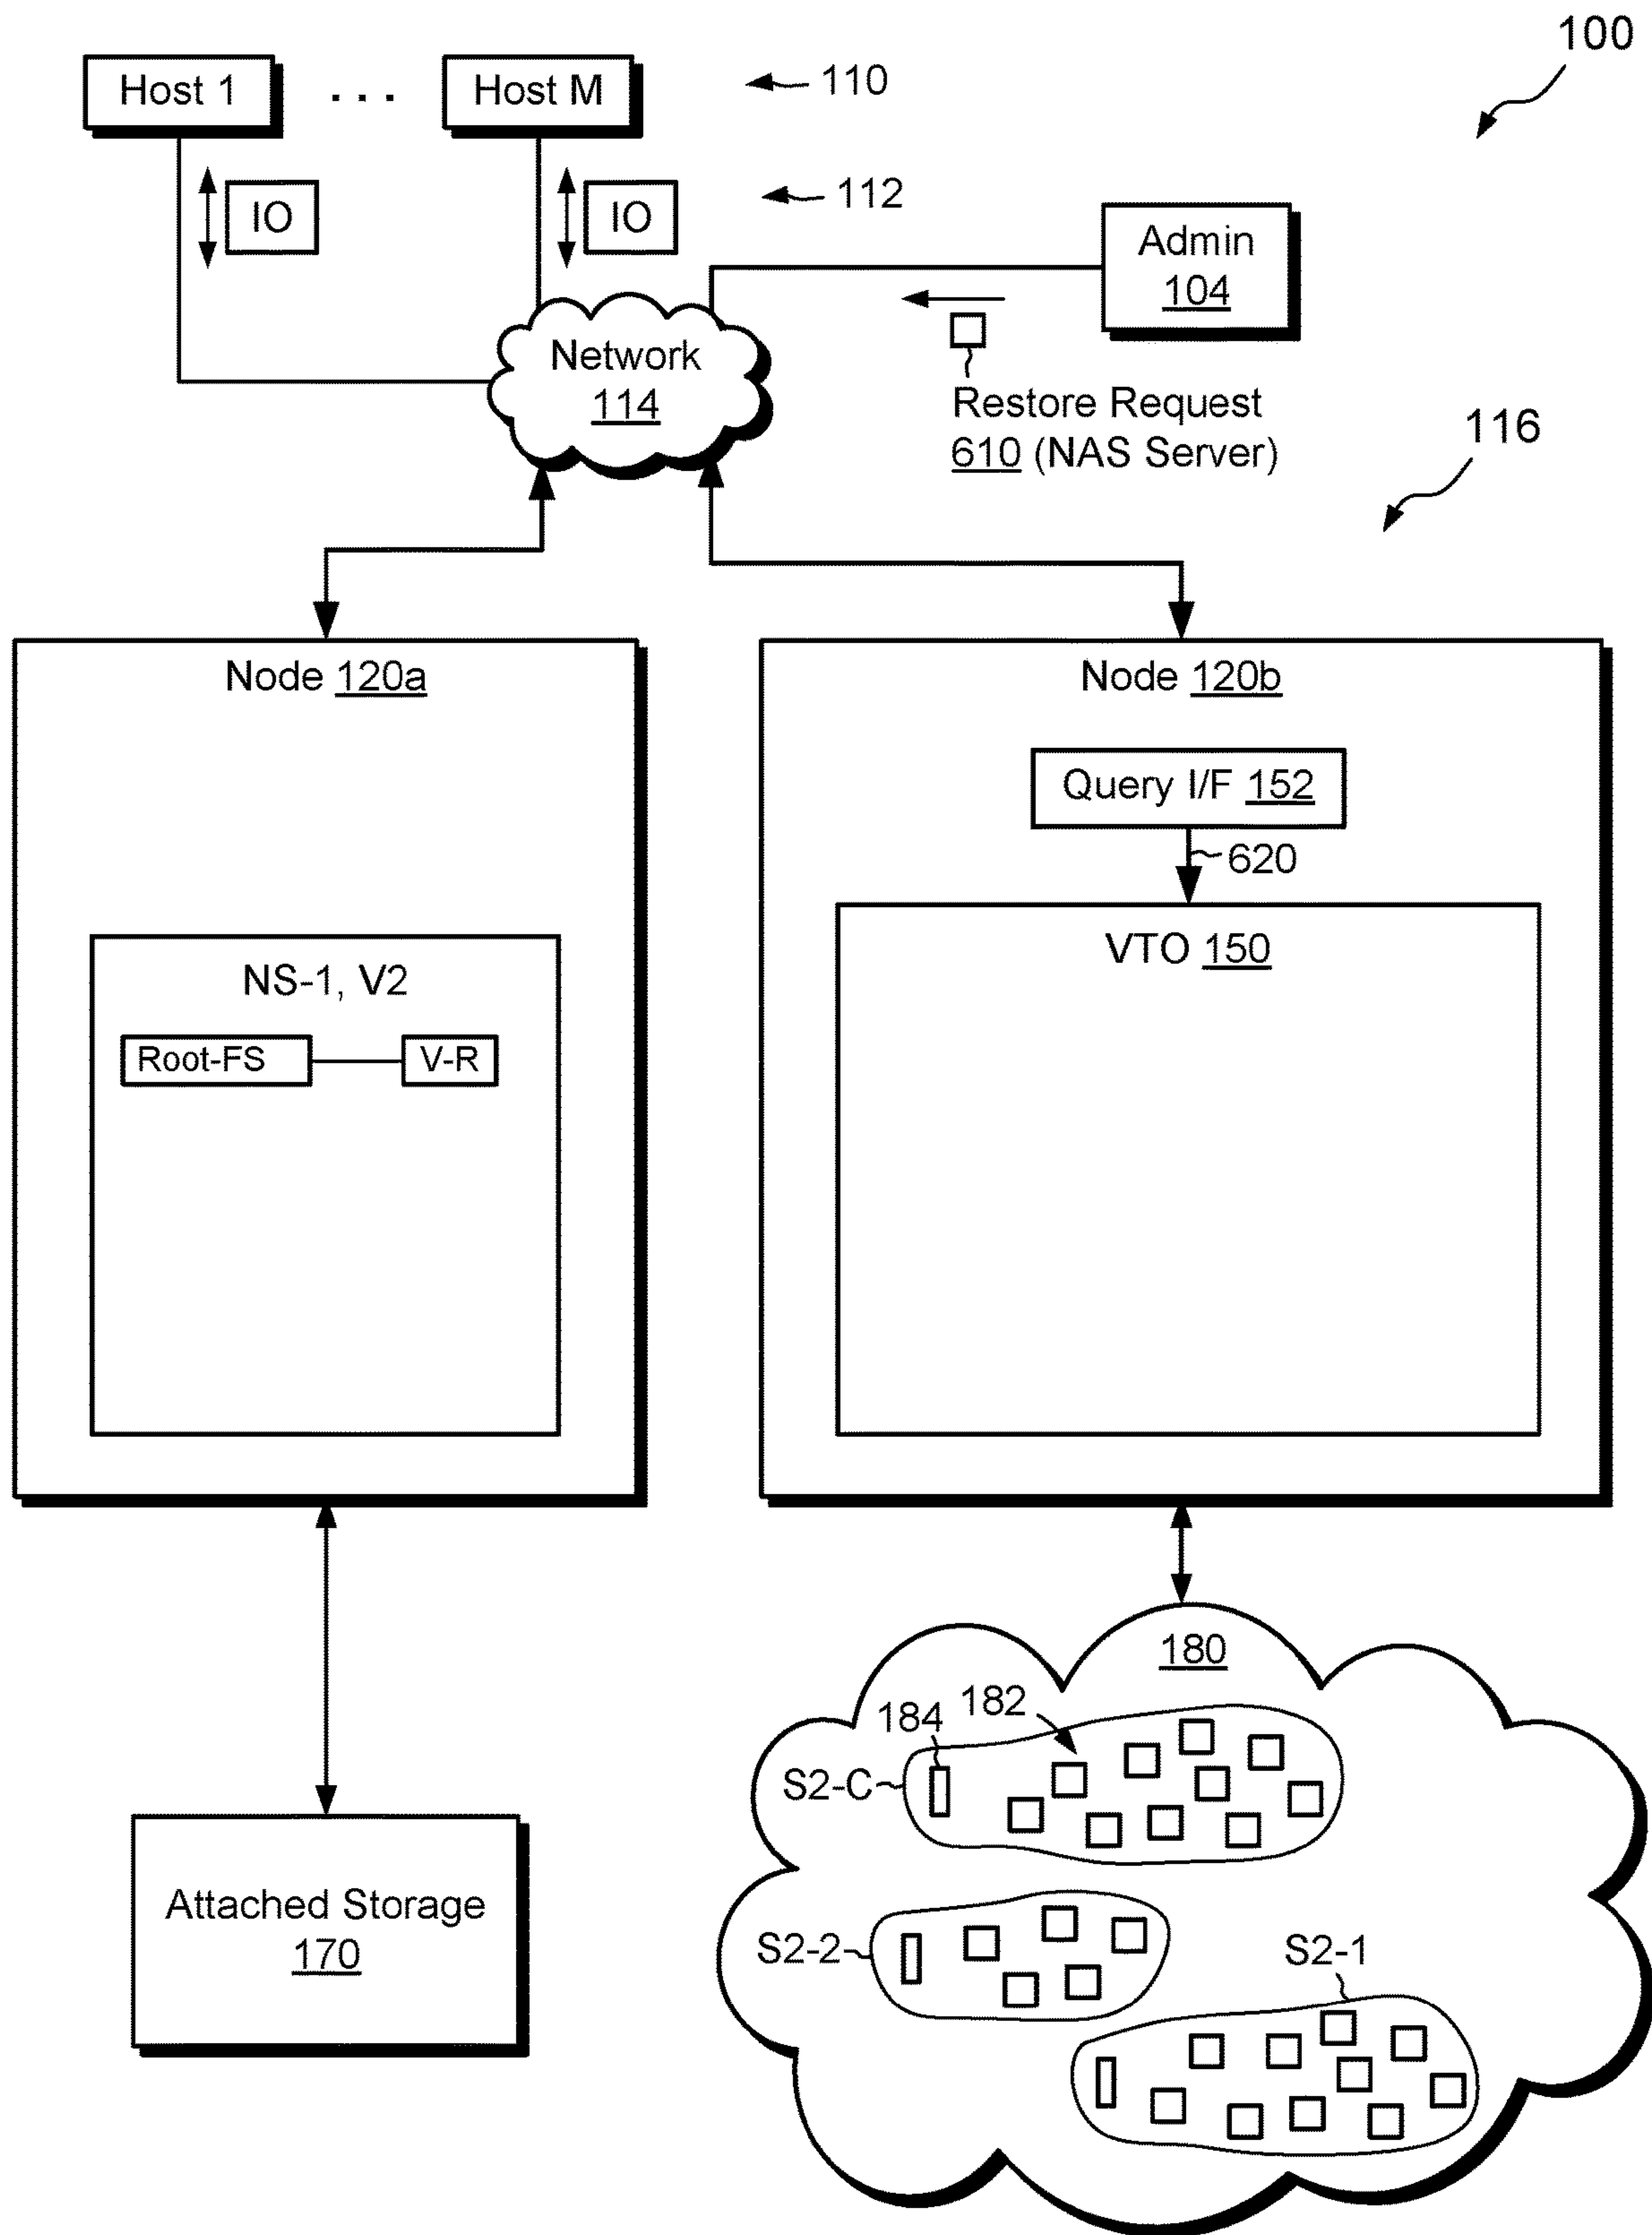 100
Host 1
. . .
Host M
110
IO
IO
112
Admin
104
Network
114
Restore Request
610 (NAS Server)
116
Node 120a
Node 120b
Query I/F 152
620
VTO 150
NS-1, V2
Root-FS
V-R
180
184
182
S2-C
Attached Storage
170
S2-2
S2-1